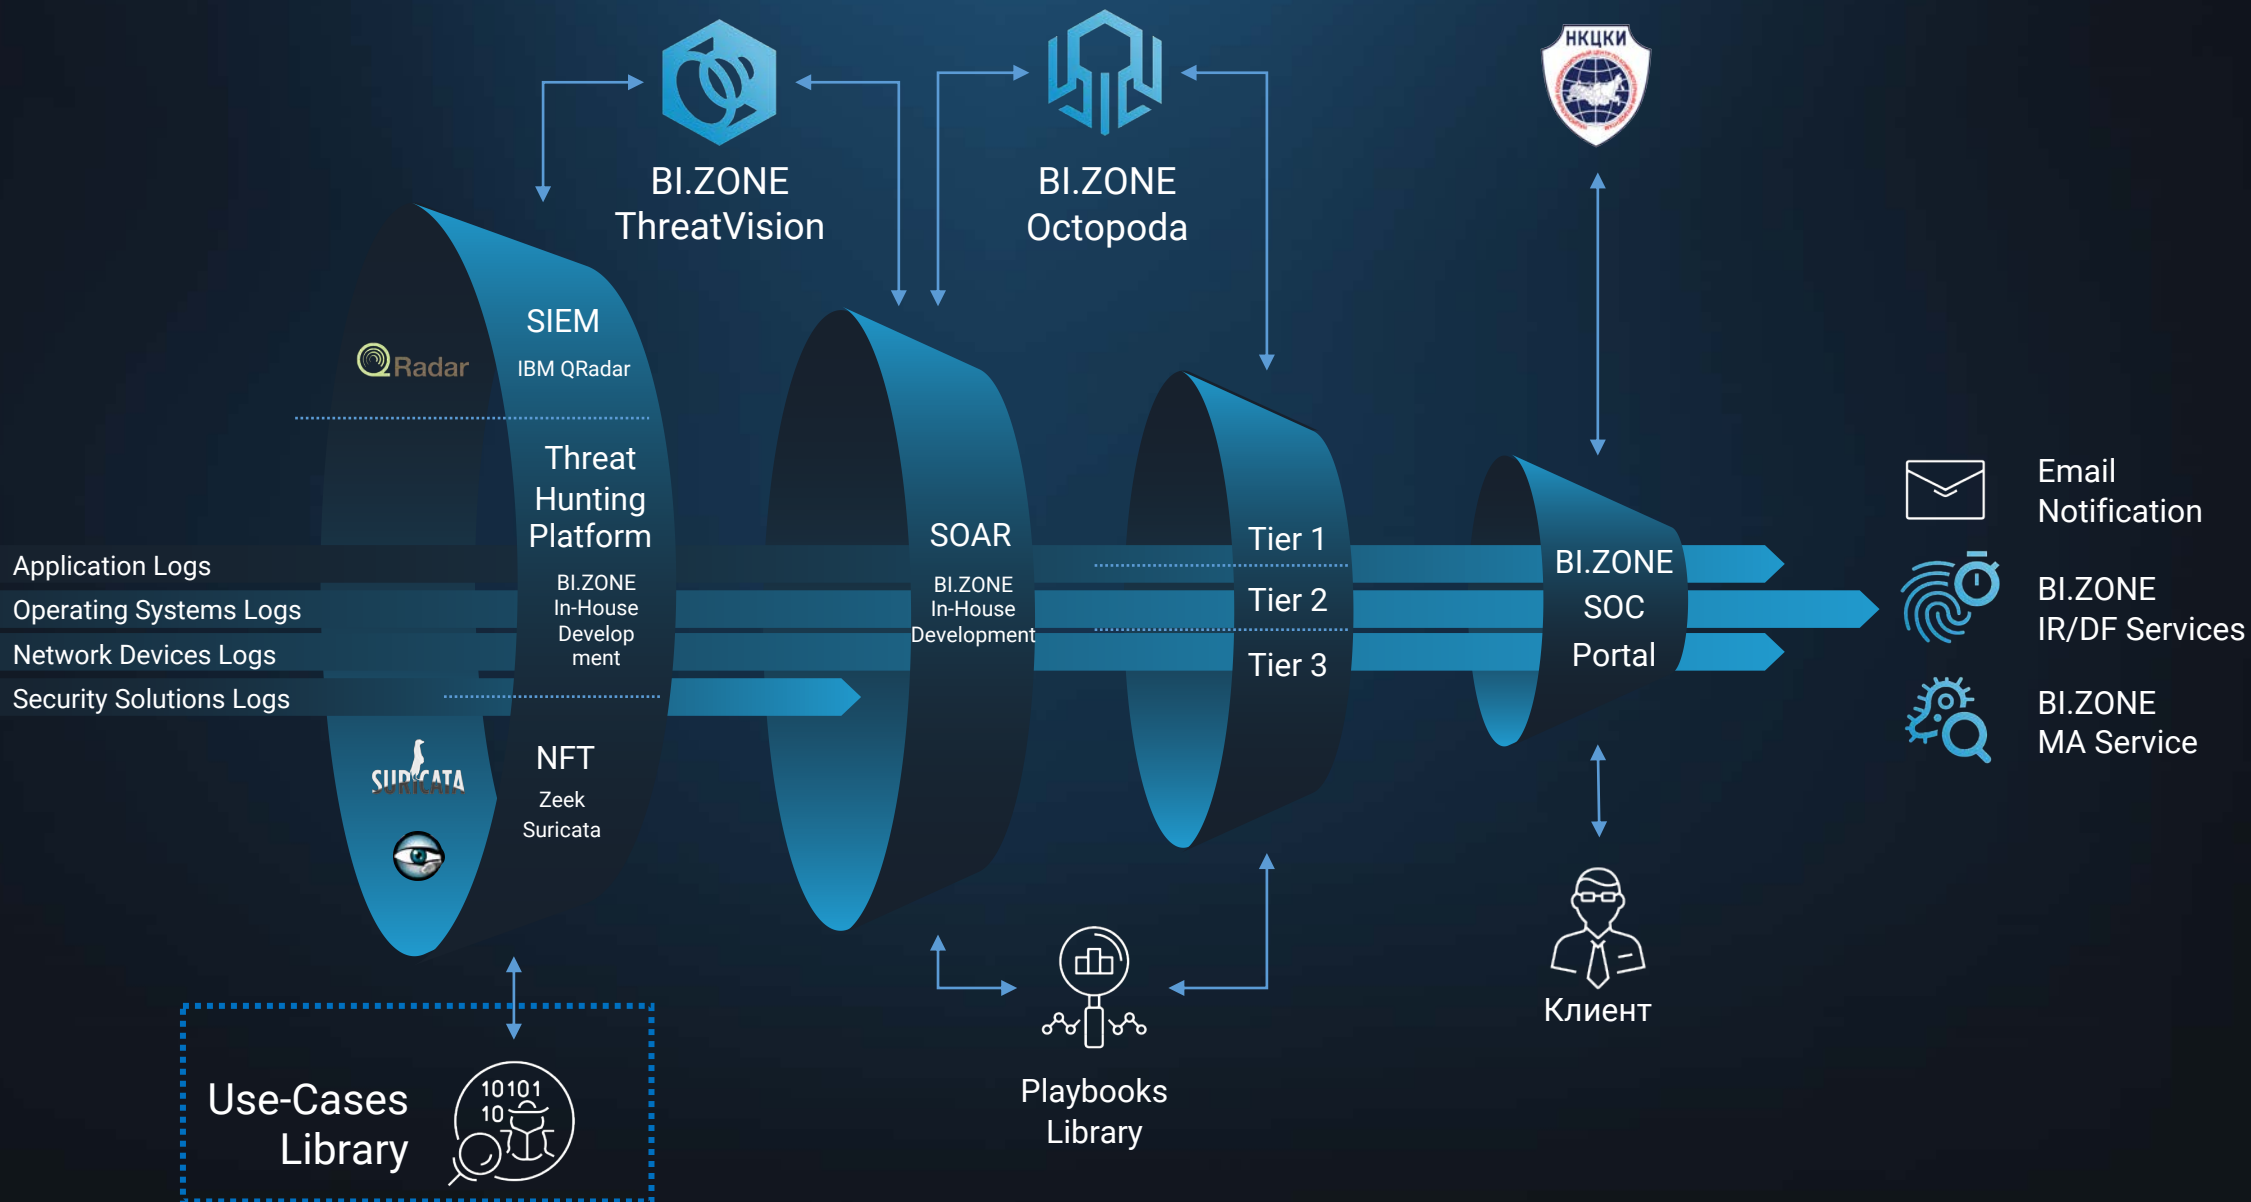 НКЦКИ
BI.ZONE
ThreatVision
BI.ZONE
Octopoda
SIEM
IBM QRadar
QRadar
Threat
Hunting
Platform
BI.ZONE
In-House
Develop
ment
Application Logs
Operating Systems Logs
Network Devices Logs
Security Solutions Logs
SURICATA
NFT
Zeek
Suricata
SOAR
BI.ZONE
In-House
Development
Tier 1
Tier 2
Tier 3
BI.ZONE
SOC
Portal
Email
Notification
BI.ZONE
IR/DF Services
BI.ZONE
MA Service
Клиент
Playbooks
Library
Use-Cases
Library
10101
10